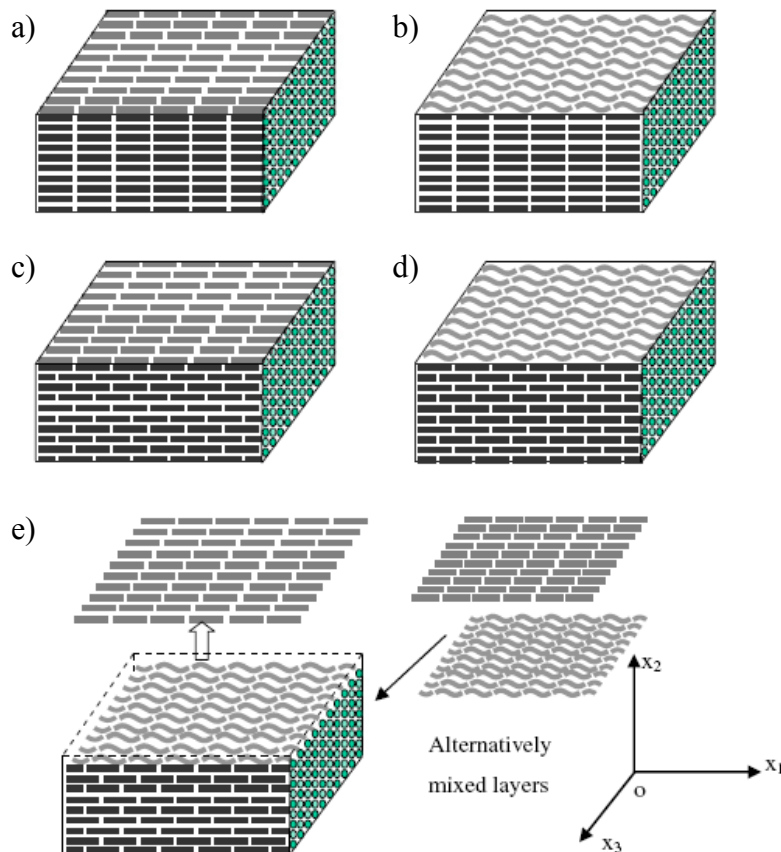 a)
b)
c)
d)
e)
Alternatively
mixed layers
x2
x1
o
x3